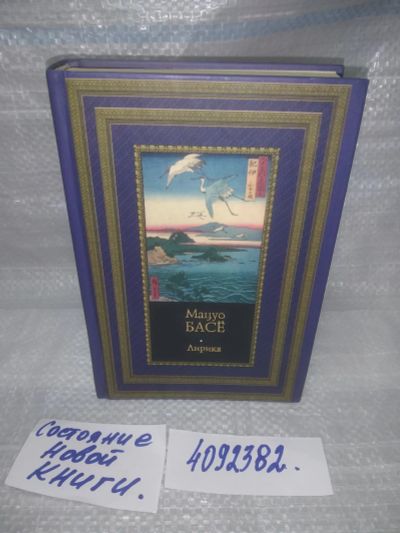 Мацуо
БАСЁ
Лирика
Состояние
новой
книги.
4092382.